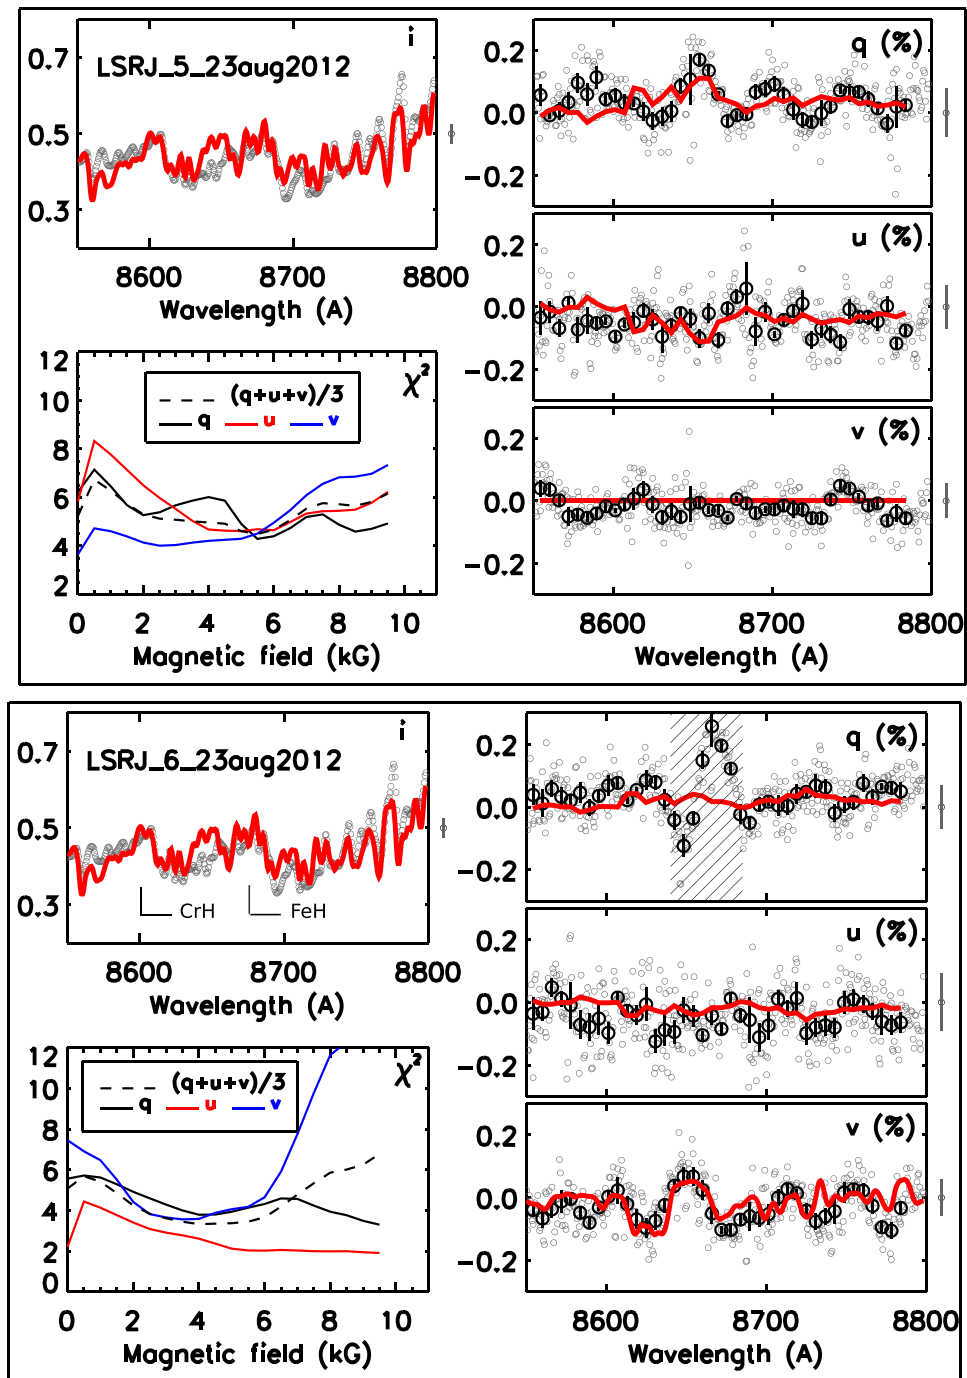 i
LSRJ_5_23aug2012
0.7
0.5
0.3
8600 8700 8800
Wavelength (A)
12
10
8
6
4
2
χ²
(q+u+v)/3
q u v
0 2 4 6 8 10
Magnetic field (kG)
q (%)
0.2
0.0
−0.2
u (%)
0.2
0.0
−0.2
v (%)
0.2
0.0
−0.2
8600 8700 8800
Wavelength (A)
i
LSRJ_6_23aug2012
0.7
0.5
0.3
CrH FeH
8600 8700 8800
Wavelength (A)
12
10
8
6
4
2
0
χ²
(q+u+v)/3
q u v
0 2 4 6 8 10
Magnetic field (kG)
q (%)
0.2
0.0
−0.2
u (%)
0.2
0.0
−0.2
v (%)
0.2
0.0
−0.2
8600 8700 8800
Wavelength (A)